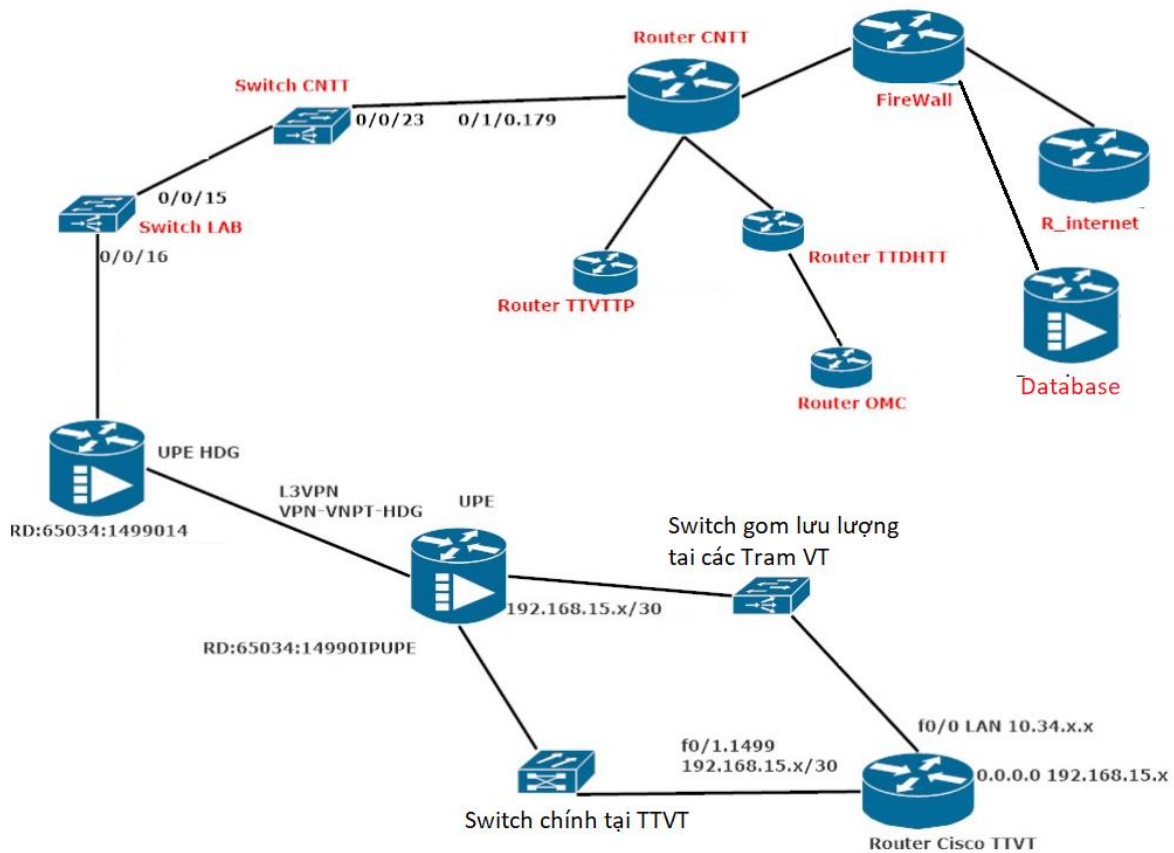 Router CNTT
FireWall
Switch CNTT
0/0/23
0/1/0.179
0/0/15
Switch LAB
0/0/16
R_internet
Router TTDHTT
Router TTVTTP
Router OMC
Database
UPE HDG
RD:65034:1499014
L3VPN
VPN-VNPT-HDG
UPE
Switch gom lưu lượng
tai các Tram VT
192.168.15.x/30
RD:65034:14990IPUPE
f0/0 LAN 10.34.x.x
f0/1.1499
192.168.15.x/30
0.0.0.0 192.168.15.x
Switch chính tại TTVT
Router Cisco TTVT